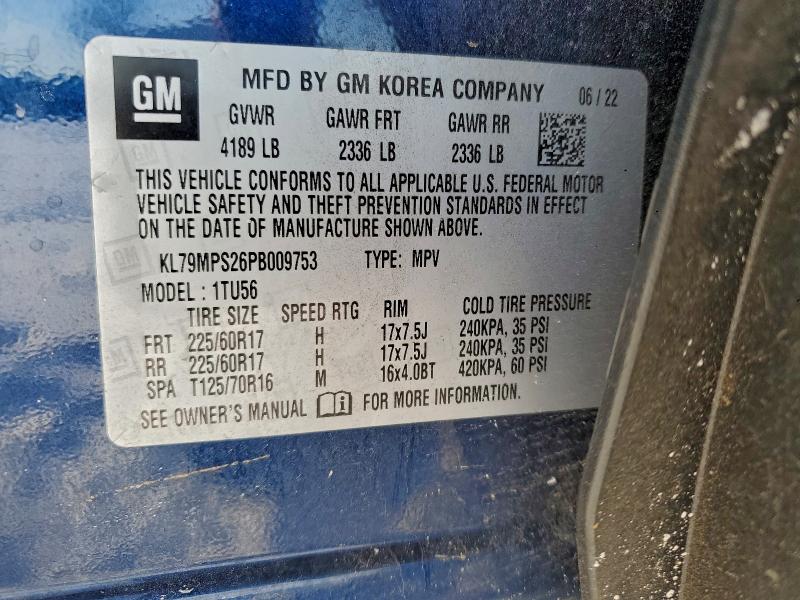 GM MFD BY GM KOREA COMPANY 06 / 22
GVWR GAWR FRT GAWR RR
4189 LB 2336 LB 2336 LB
THIS VEHICLE CONFORMS TO ALL APPLICABLE U.S. FEDERAL MOTOR
VEHICLE SAFETY AND THEFT PREVENTION STANDARDS IN EFFECT
ON THE DATE OF MANUFACTURE SHOWN ABOVE.
KL79MPS26PB009753 TYPE: MPV
MODEL : 1TU56
TIRE SIZE SPEED RTG RIM COLD TIRE PRESSURE
FRT 225/60R17 H 17x7.5J 240KPA, 35 PSI
RR 225/60R17 H 17x7.5J 240KPA, 35 PSI
SPA T125/70R16 M 16x4.0BT 420KPA, 60 PSI
SEE OWNER'S MANUAL FOR MORE INFORMATION.